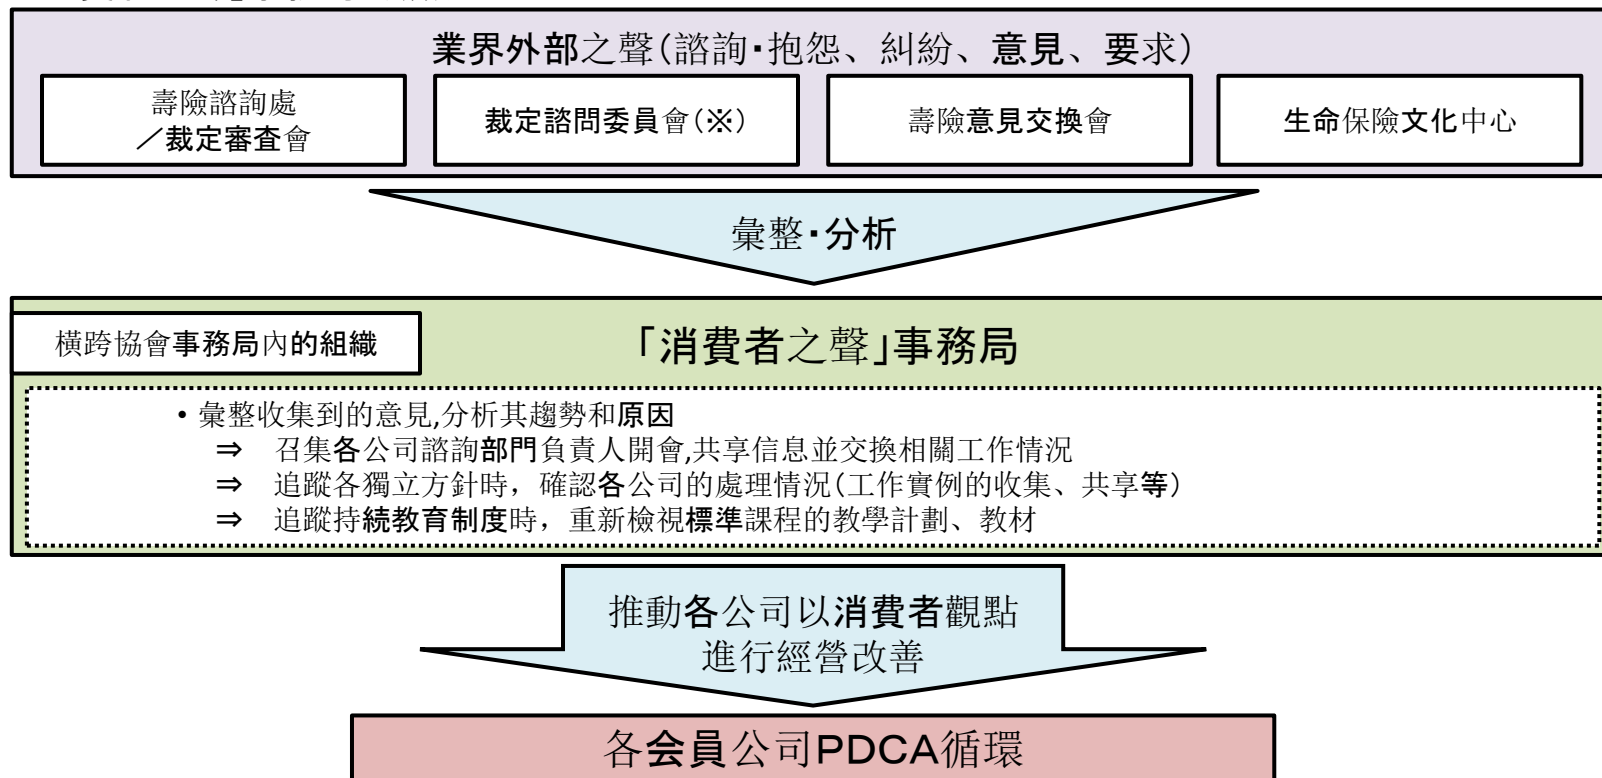 業界外部之聲(諮詢・抱怨、糾紛、意見、要求)
壽險諮詢處
／裁定審查會
裁定諮問委員會(※)
壽險意見交換會
生命保險文化中心
彙整・分析
橫跨協會事務局內的組織
「消費者之聲」事務局
• 彙整收集到的意見,分析其趨勢和原因
⇒ 召集各公司諮詢部門負責人開會,共享信息並交換相關工作情況
⇒ 追蹤各獨立方針時，確認各公司的處理情況(工作實例的收集、共享等)
⇒ 追蹤持続教育制度時，重新檢視標準課程的教學計劃、教材
推動各公司以消費者觀點
進行經營改善
各会員公司PDCA循環